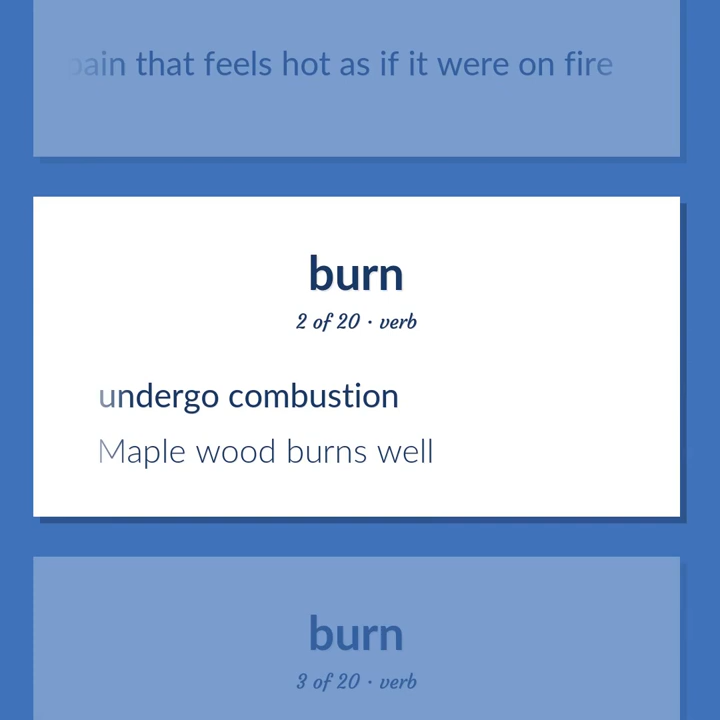 pain that feels hot as if it were on fire
burn
2 of 20 · verb
undergo combustion
Maple wood burns well
burn
3 of 20 · verb